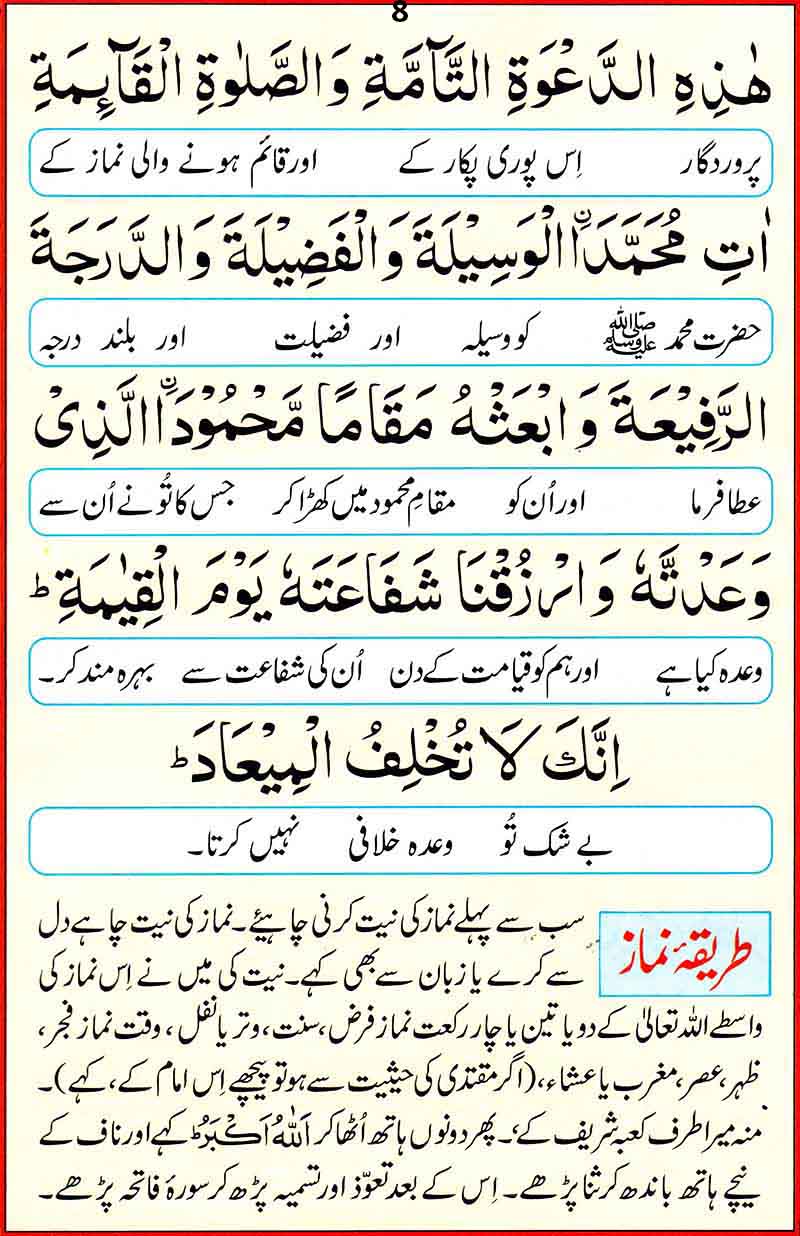 8
هٰذِهِ الدَّعْوَةِ التَّآمَّةِ وَالصَّلٰوةِ الْقَآئِمَةِ
پروردگار اِس پوری پکار کے اور قائم ہونے والی نماز کے
اٰتِ مُحَمَّدَاۨ الْوَسِيْلَةَ وَالْفَضِيْلَةَ وَالدَّرَجَةَ
حضرت محمد ﷺ کو وسیلہ اور فضیلت اور بلند درجہ
الرَّفِيْعَةَ وَابْعَثْهُ مَقَامًا مَّحْمُوْدَاۨ الَّذِىْ
عطا فرما اور اُن کو مقامِ محمود میں کھڑا کر جس کا تُو نے اُن سے
وَعَدْتَّهٗ وَارْزُقْنَا شَفَاعَتَهٗ يَوْمَ الْقِيٰمَةِ ؕ
وعدہ کیا ہے اور ہم کو قیامت کے دن اُن کی شفاعت سے بہرہ مند کر۔
اِنَّكَ لَا تُخْلِفُ الْمِيْعَادَ ؕ
بے شک تُو وعدہ خلافی نہیں کرتا۔
طریقۂ نماز
سب سے پہلے نماز کی نیت کرنی چاہیئے۔ نماز کی نیت چاہے دل
سے کرے یا زبان سے بھی کہے۔ نیت کی میں نے اِس نماز کی
واسطے اللہ تعالیٰ کے دو یا تین یا چار رکعت نماز فرض، سنت، وتر یا نفل، وقت نماز فجر،
ظہر، عصر، مغرب یا عشاء، (اگر مقتدی کی حیثیت سے ہو تو پیچھے اِس امام کے، کہے)۔
منہ میرا طرف کعبہ شریف کے،۔ پھر دونوں ہاتھ اُٹھا کر اَللّٰهُ اَكْبَرُ ؕ کہے اور ناف کے
نیچے ہاتھ باندھ کر ثنا پڑھے۔ اِس کے بعد تعوّذ اور تسمیہ پڑھ کر سورۂ فاتحہ پڑھے۔